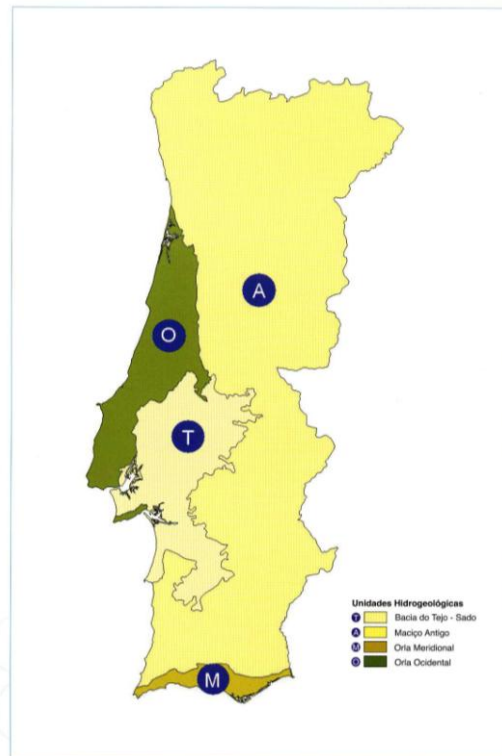 A
O
T
M
Unidades Hidrogeológicas
T Bacia do Tejo - Sado
A Maciço Antigo
M Orla Meridional
O Orla Ocidental